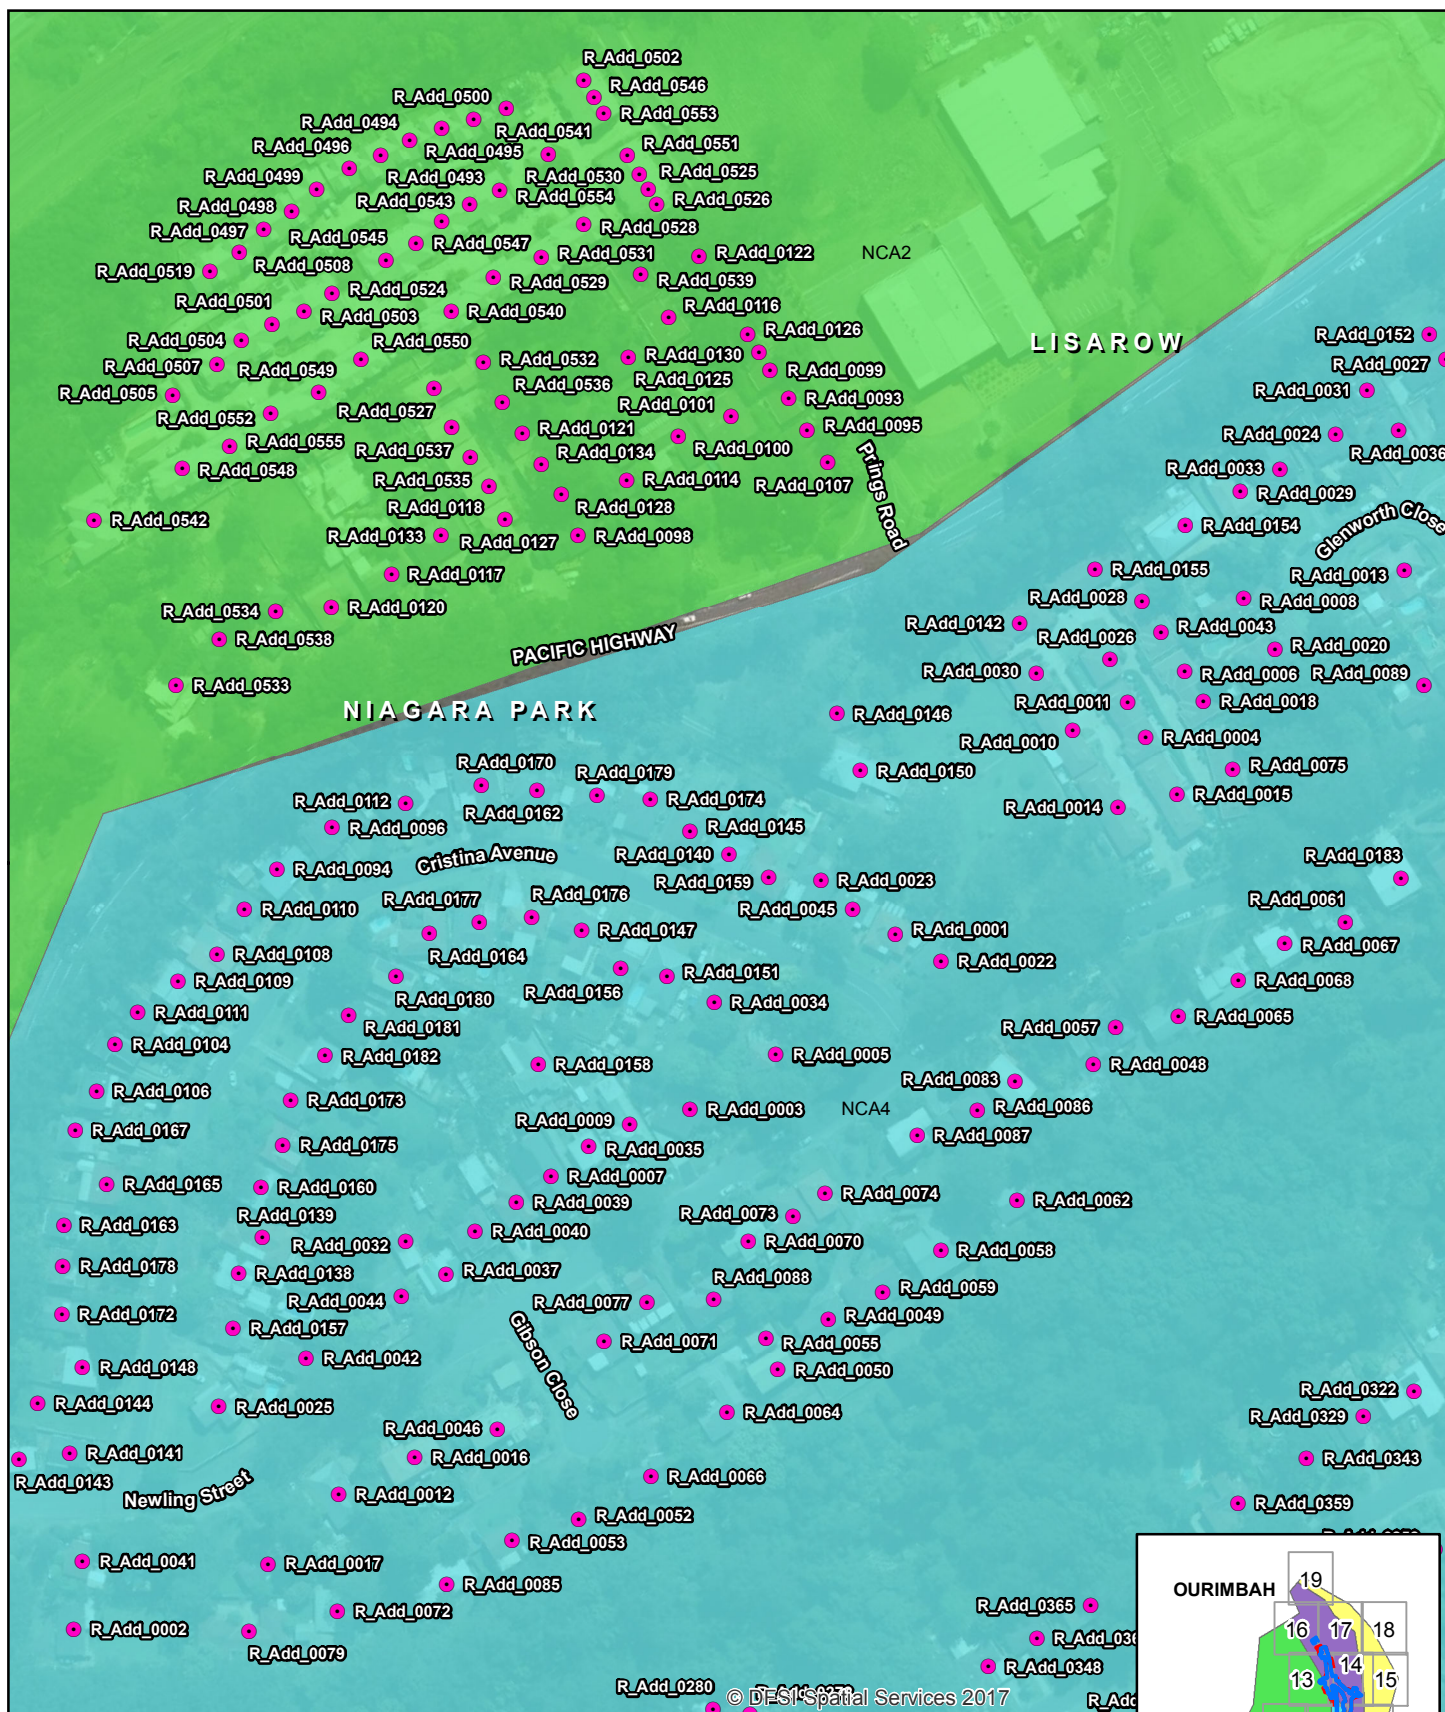 R_Add_0502
R_Add_0546
R_Add_0500
R_Add_0553
R_Add_0494
R_Add_0541
R_Add_0496
R_Add_0495
R_Add_0551
R_Add_0499
R_Add_0493
R_Add_0530
R_Add_0525
R_Add_0498
R_Add_0543
R_Add_0554
R_Add_0526
R_Add_0497
R_Add_0545
R_Add_0547
R_Add_0528
R_Add_0519
R_Add_0508
R_Add_0531
R_Add_0122
NCA2
R_Add_0529
R_Add_0539
R_Add_0501
R_Add_0524
R_Add_0503
R_Add_0540
R_Add_0116
R_Add_0504
R_Add_0550
R_Add_0126
LISAROW
R_Add_0152
R_Add_0507
R_Add_0549
R_Add_0532
R_Add_0130
R_Add_0027
R_Add_0505
R_Add_0536
R_Add_0125
R_Add_0099
R_Add_0031
R_Add_0552
R_Add_0527
R_Add_0101
R_Add_0093
R_Add_0555
R_Add_0121
R_Add_0095
R_Add_0024
R_Add_0537
R_Add_0134
R_Add_0100
R_Add_0036
R_Add_0548
R_Add_0535
R_Add_0114
R_Add_0107
Prings Road
R_Add_0033
R_Add_0029
R_Add_0118
R_Add_0128
R_Add_0542
R_Add_0154
Glenworth Close
R_Add_0133
R_Add_0127
R_Add_0098
R_Add_0117
R_Add_0155
R_Add_0013
R_Add_0534
R_Add_0120
R_Add_0028
R_Add_0008
R_Add_0538
PACIFIC HIGHWAY
R_Add_0142
R_Add_0026
R_Add_0043
R_Add_0020
R_Add_0533
R_Add_0030
R_Add_0006
R_Add_0089
NIAGARA PARK
R_Add_0146
R_Add_0011
R_Add_0018
R_Add_0010
R_Add_0004
R_Add_0170
R_Add_0179
R_Add_0150
R_Add_0075
R_Add_0112
R_Add_0162
R_Add_0174
R_Add_0014
R_Add_0015
R_Add_0096
R_Add_0145
Cristina Avenue
R_Add_0140
R_Add_0183
R_Add_0094
R_Add_0159
R_Add_0023
R_Add_0177
R_Add_0176
R_Add_0061
R_Add_0110
R_Add_0045
R_Add_0147
R_Add_0001
R_Add_0067
R_Add_0108
R_Add_0164
R_Add_0022
R_Add_0109
R_Add_0151
R_Add_0068
R_Add_0180
R_Add_0156
R_Add_0034
R_Add_0111
R_Add_0181
R_Add_0065
R_Add_0104
R_Add_0057
R_Add_0182
R_Add_0158
R_Add_0005
R_Add_0048
R_Add_0106
R_Add_0083
R_Add_0173
R_Add_0003
NCA4
R_Add_0086
R_Add_0167
R_Add_0009
R_Add_0087
R_Add_0175
R_Add_0035
R_Add_0165
R_Add_0160
R_Add_0007
R_Add_0074
R_Add_0062
R_Add_0139
R_Add_0039
R_Add_0073
R_Add_0163
R_Add_0032
R_Add_0040
R_Add_0070
R_Add_0058
R_Add_0178
R_Add_0138
R_Add_0037
R_Add_0088
R_Add_0059
R_Add_0172
R_Add_0044
R_Add_0077
R_Add_0049
R_Add_0157
Gibson Close
R_Add_0071
R_Add_0055
R_Add_0148
R_Add_0042
R_Add_0050
R_Add_0322
R_Add_0144
R_Add_0025
R_Add_0064
R_Add_0329
R_Add_0046
R_Add_0141
R_Add_0016
R_Add_0343
R_Add_0143
R_Add_0066
Newling Street
R_Add_0012
R_Add_0359
R_Add_0052
R_Add_0053
R_Add_0041
R_Add_0017
R_Add_0085
OURIMBAH
19
R_Add_0072
R_Add_0365
R_Add_0002
16
17
18
R_Add_0079
R_Add_0348
13
14
15
R_Add_0280
© DFSI Spatial Services 2017